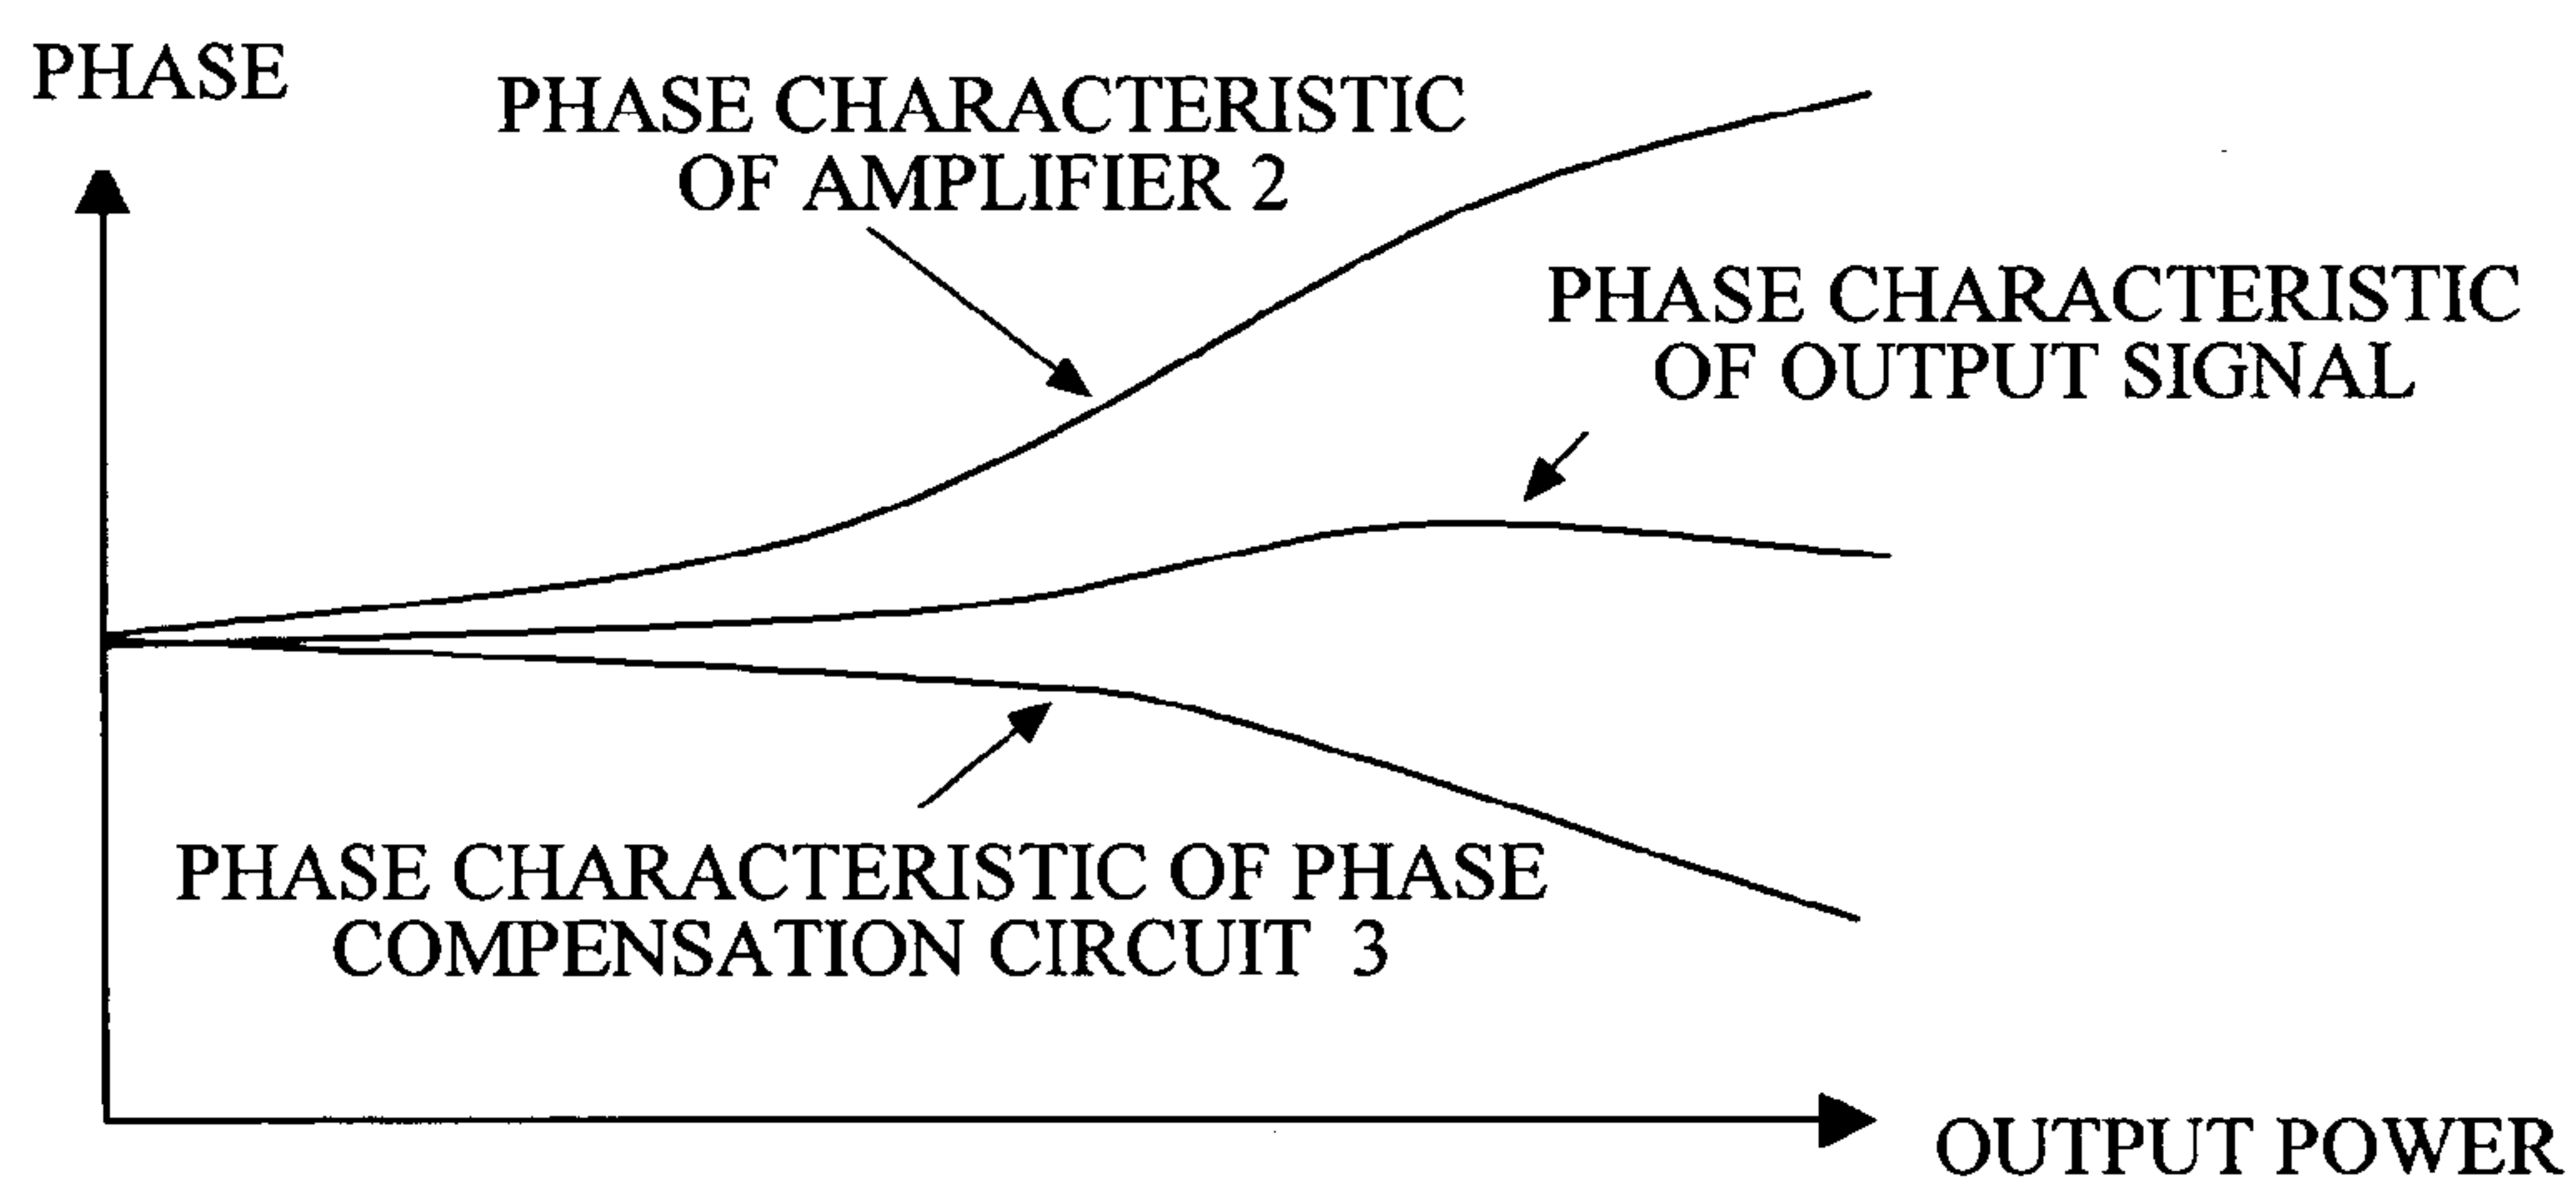 PHASE
PHASE CHARACTERISTIC
OF AMPLIFIER 2
PHASE CHARACTERISTIC
OF OUTPUT SIGNAL
PHASE CHARACTERISTIC OF PHASE
COMPENSATION CIRCUIT 3
OUTPUT POWER